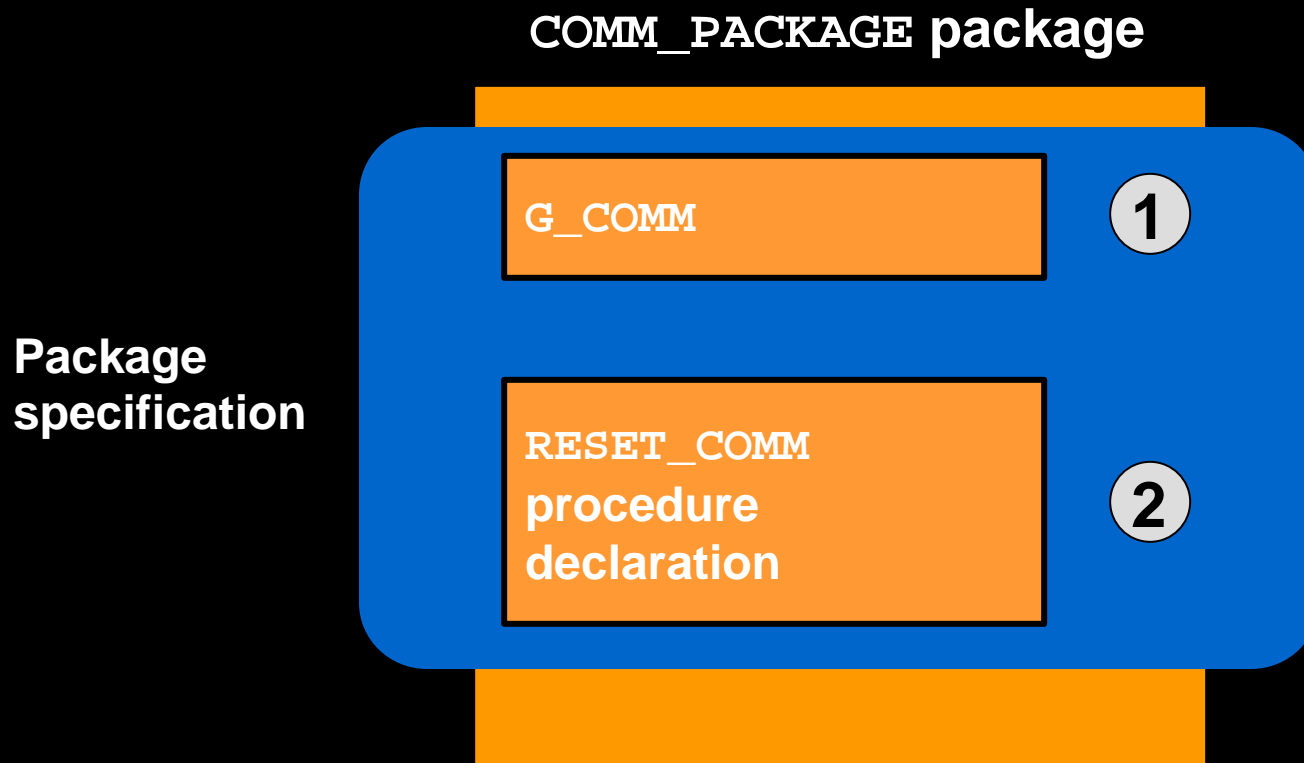 COMM_PACKAGE package
G_COMM
1
Package
specification
RESET_COMM
procedure
declaration
2